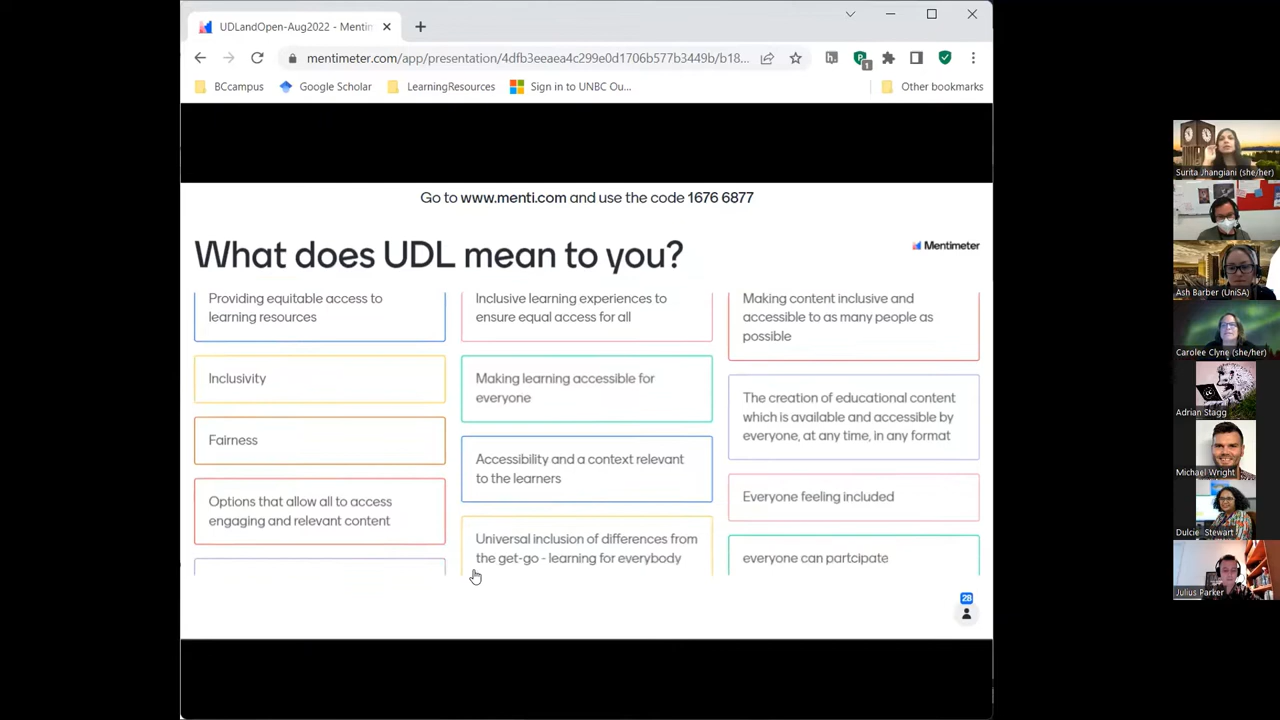 UDLandOpen-Aug2022 - Mentin
mentimeter.com/app/presentation/4dfb3eeaea4c299e0d1706b577b3449b/b18...
1
BCcampus
Google Scholar
LearningResources
Sign in to UNBC Ou...
Other bookmarks
Go to www.menti.com and use the code 1676 6877
What does UDL mean to you?
Mentimeter
Providing equitable access to
learning resources
Inclusivity
Fairness
Options that allow all to access
engaging and relevant content
Inclusive learning experiences to
ensure equal access for all
Making learning accessible for
everyone
Accessibility and a context relevant
to the learners
Universal inclusion of differences from
the get-go - learning for everybody
Making content inclusive and
accessible to as many people as
possible
The creation of educational content
which is available and accessible by
everyone, at any time, in any format
Everyone feeling included
everyone can partcipate
28
Surita Jhangiani (she/her)
Ash Barber (UniSA)
Carolee Clyne (she/her)
Adrian Stagg
Michael Wright
Dulcie Stewart
Julius Parker